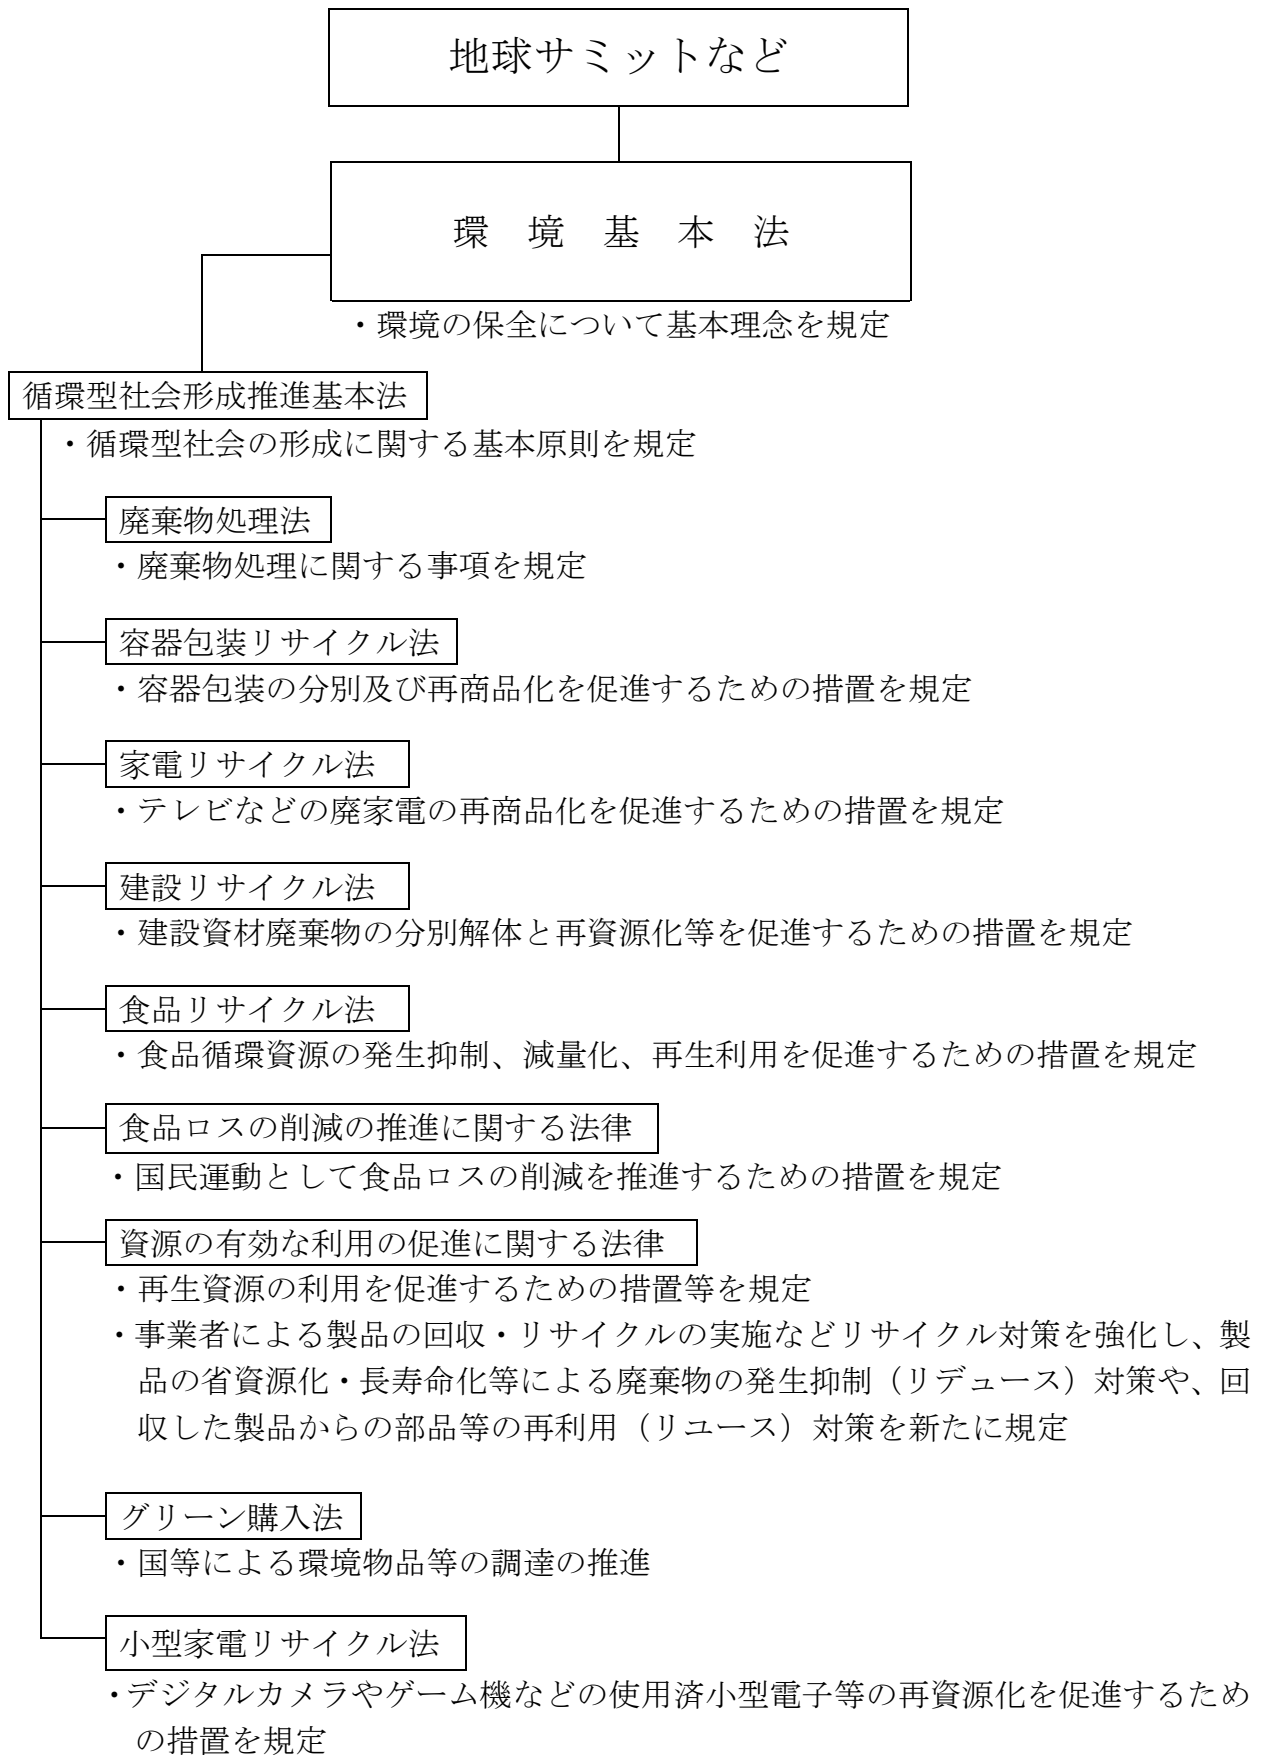 地球サミットなど
環　境　基　本　法
・環境の保全について基本理念を規定
循環型社会形成推進基本法
・循環型社会の形成に関する基本原則を規定
廃棄物処理法
・廃棄物処理に関する事項を規定
容器包装リサイクル法
・容器包装の分別及び再商品化を促進するための措置を規定
家電リサイクル法
・テレビなどの廃家電の再商品化を促進するための措置を規定
建設リサイクル法
・建設資材廃棄物の分別解体と再資源化等を促進するための措置を規定
食品リサイクル法
・食品循環資源の発生抑制、減量化、再生利用を促進するための措置を規定
食品ロスの削減の推進に関する法律
・国民運動として食品ロスの削減を推進するための措置を規定
資源の有効な利用の促進に関する法律
・再生資源の利用を促進するための措置等を規定
・事業者による製品の回収・リサイクルの実施などリサイクル対策を強化し、製
品の省資源化・長寿命化等による廃棄物の発生抑制（リデュース）対策や、回
収した製品からの部品等の再利用（リユース）対策を新たに規定
グリーン購入法
・国等による環境物品等の調達の推進
小型家電リサイクル法
・デジタルカメラやゲーム機などの使用済小型電子等の再資源化を促進するため
の措置を規定